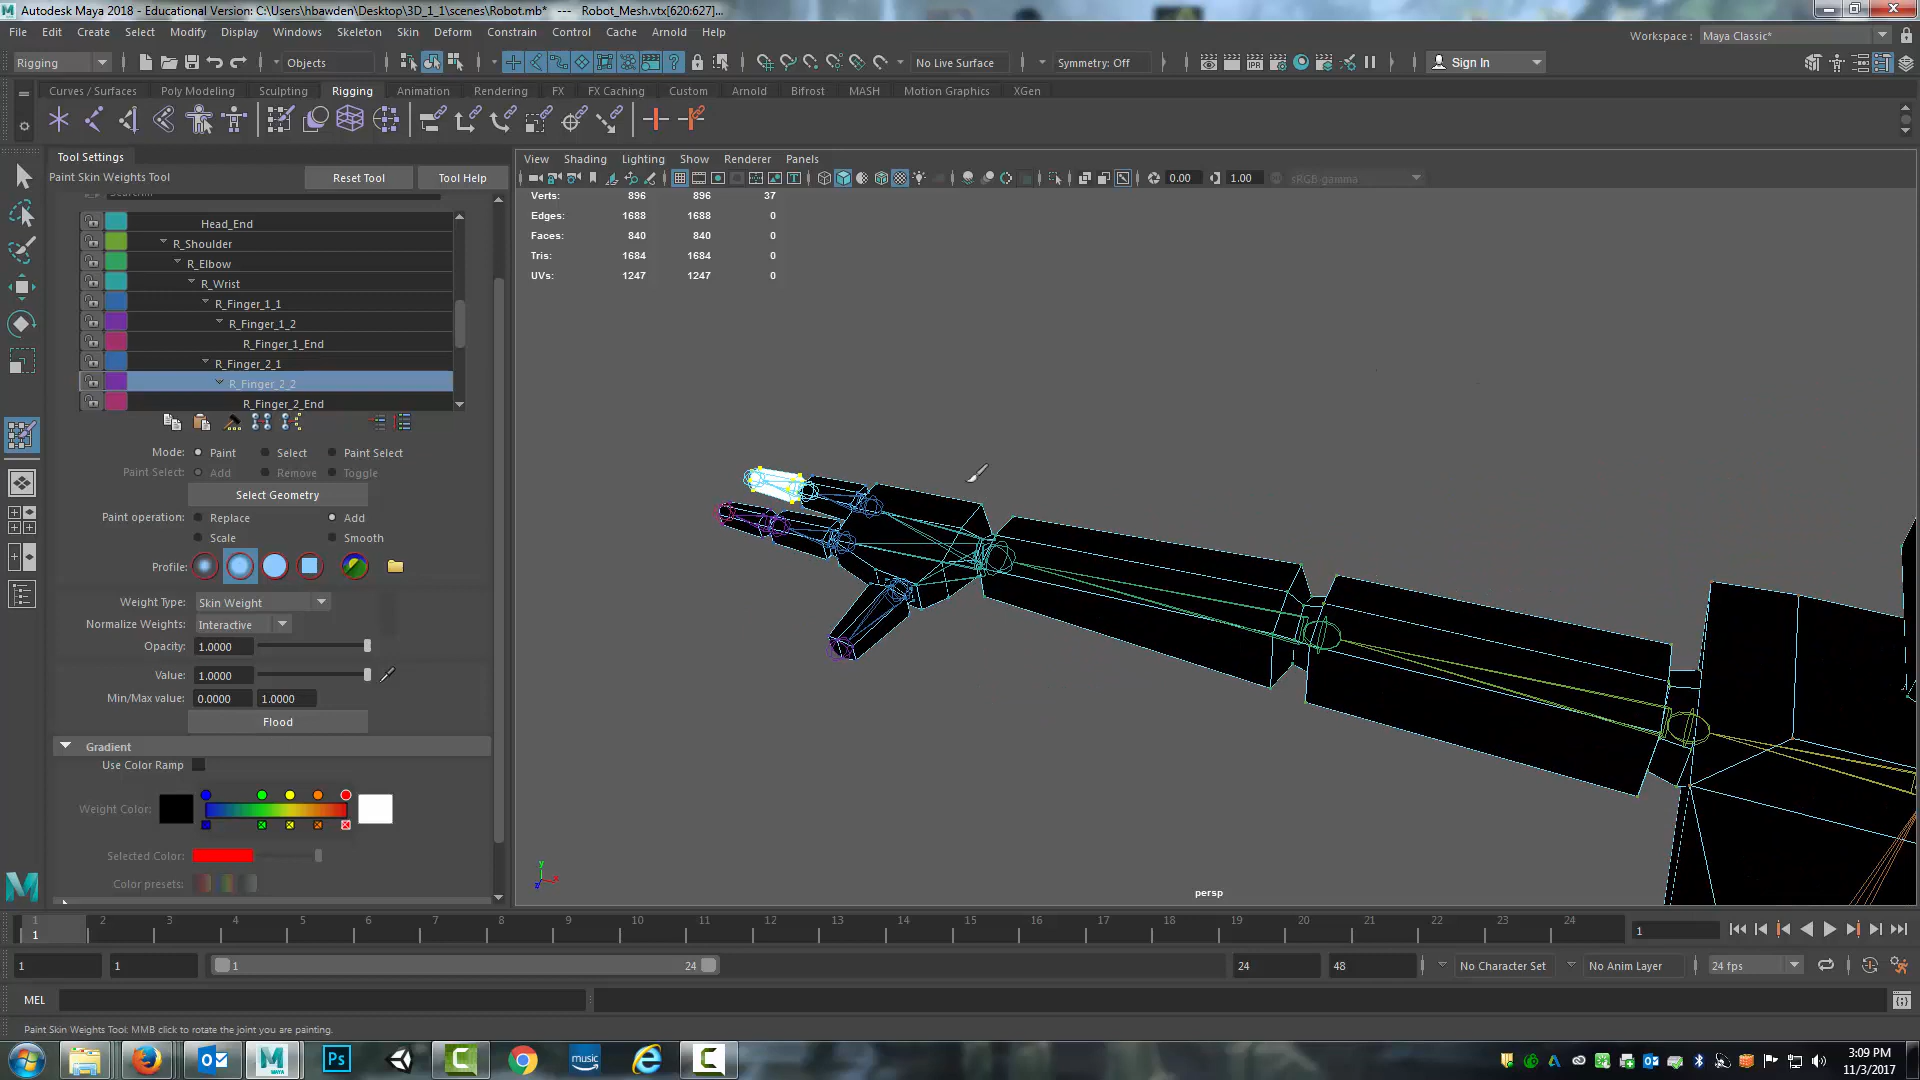 Autodesk Maya 2018 - Educational Version: C:\Users\hbawden\Desktop\3D_1_1\scenes\Robot.mb* --- Robot_Mesh.vtx[620:627]...
File Edit Create Select Modify Display Windows Skeleton Skin Deform Constrain Control Cache Arnold Help
Workspace : Maya Classic*
Rigging Objects No Live Surface Symmetry: Off Sign In
Curves / Surfaces Poly Modeling Sculpting Rigging Animation Rendering FX FX Caching Custom Arnold Bifrost MASH Motion Graphics XGen
Tool Settings
Paint Skin Weights Tool Reset Tool Tool Help
View Shading Lighting Show Renderer Panels
0.00 1.00 sRGB gamma
Head_End
R_Shoulder
R_Elbow
R_Wrist
R_Finger_1_1
R_Finger_1_2
R_Finger_1_End
R_Finger_2_1
R_Finger_2_2
R_Finger_2_End
Verts: 896 896 37
Edges: 1688 1688 0
Faces: 840 840 0
Tris: 1684 1684 0
UVs: 1247 1247 0
Mode: Paint Select Paint Select
Paint Select: Add Remove Toggle
Select Geometry
Paint operation: Replace Add
Scale Smooth
Profile:
Weight Type: Skin Weight
Normalize Weights: Interactive
Opacity: 1.0000
Value: 1.0000
Min/Max value: 0.0000 1.0000
Flood
Gradient
Use Color Ramp
Weight Color:
Selected Color:
Color presets:
y
persp
1 2 3 4 5 6 7 8 9 10 11 12 13 14 15 16 17 18 19 20 21 22 23 24
1 1
1 1 1 24 24 48 No Character Set No Anim Layer 24 fps
MEL
Paint Skin Weights Tool: MMB click to rotate the joint you are painting.
MAYA Ps music
3:09 PM
11/3/2017